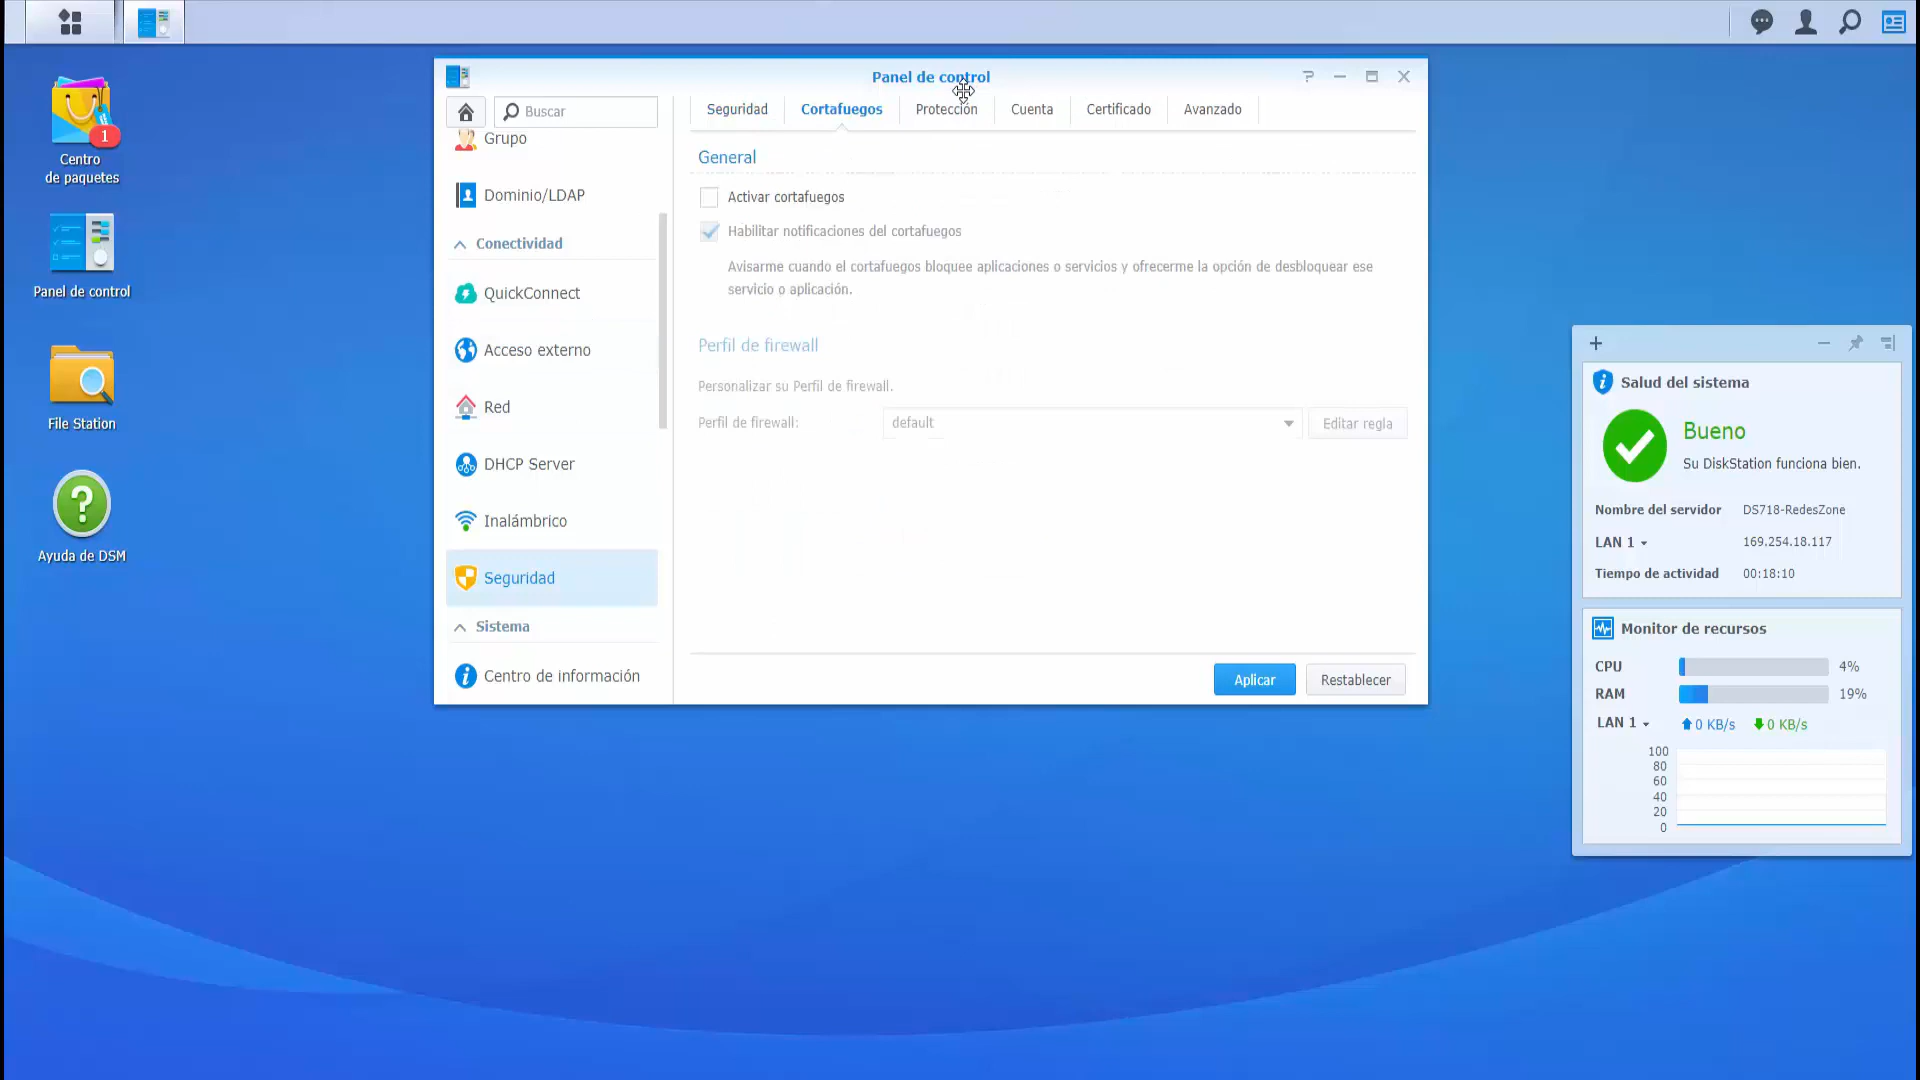 1
Centro
de paquetes
Panel de control
File Station
Ayuda de DSM
Panel de control
Buscar
Grupo
Dominio/LDAP
Conectividad
QuickConnect
Acceso externo
Red
DHCP Server
Inalámbrico
Seguridad
Sistema
Centro de información
Seguridad Cortafuegos Protección Cuenta Certificado Avanzado
General
Activar cortafuegos
Habilitar notificaciones del cortafuegos
Avisarme cuando el cortafuegos bloquee aplicaciones o servicios y ofrecerme la opción de desbloquear ese
servicio o aplicación.
Perfil de firewall
Personalizar su Perfil de firewall.
Perfil de firewall: default Editar regla
Aplicar Restablecer
Salud del sistema
Bueno
Su DiskStation funciona bien.
Nombre del servidor DS718-RedesZone
LAN 1 169.254.18.117
Tiempo de actividad 00:18:10
Monitor de recursos
CPU 4%
RAM 19%
LAN 1 0 KB/s 0 KB/s
100
80
60
40
20
0